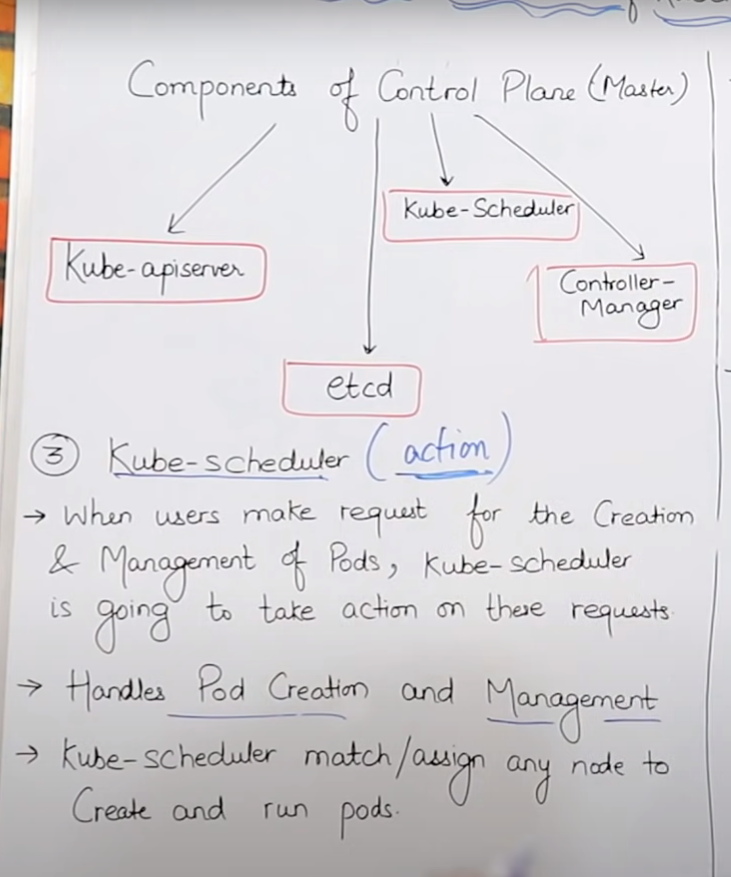 Components of Control Plane (Master)
Kube-Scheduler
Kube-apiserver
Controller-
Manager
etcd
③ Kube-scheduler (action)
→ When users make request for the Creation
& Management of Pods, Kube-scheduler
is going to take action on these requests.
→ Handles Pod Creation and Management
→ Kube-scheduler match/assign any node to
Create and run pods.